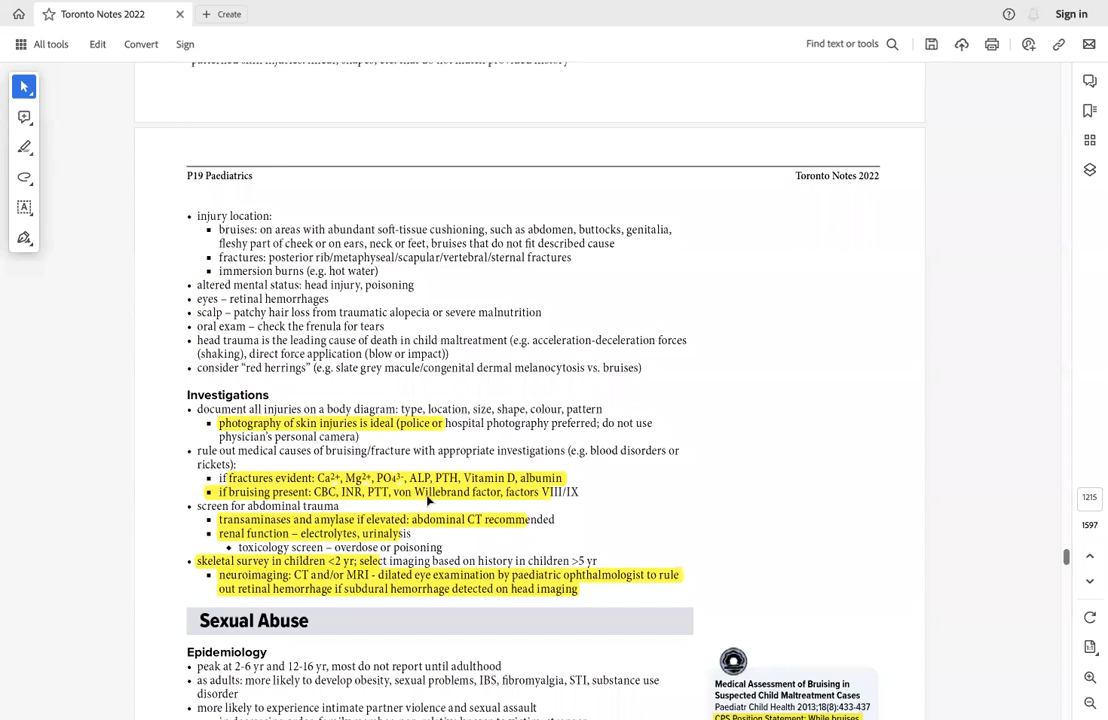 Toronto Notes 2022
Create
Sign in
All tools
Edit
Convert
Sign
Find text or tools
P19 Paediatrics
Toronto Notes 2022
• injury location:
▪ bruises: on areas with abundant soft-tissue cushioning, such as abdomen, buttocks, genitalia,
fleshy part of cheek or on ears, neck or feet, bruises that do not fit described cause
▪ fractures: posterior rib/metaphyseal/scapular/vertebral/sternal fractures
▪ immersion burns (e.g. hot water)
• altered mental status: head injury, poisoning
• eyes – retinal hemorrhages
• scalp – patchy hair loss from traumatic alopecia or severe malnutrition
• oral exam – check the frenula for tears
• head trauma is the leading cause of death in child maltreatment (e.g. acceleration-deceleration forces
(shaking), direct force application (blow or impact))
• consider “red herrings” (e.g. slate grey macule/congenital dermal melanocytosis vs. bruises)
Investigations
• document all injuries on a body diagram: type, location, size, shape, colour, pattern
▪ photography of skin injuries is ideal (police or hospital photography preferred; do not use
physician’s personal camera)
• rule out medical causes of bruising/fracture with appropriate investigations (e.g. blood disorders or
rickets):
▪ if fractures evident: Ca²⁺, Mg²⁺, PO₄³⁻, ALP, PTH, Vitamin D, albumin
▪ if bruising present: CBC, INR, PTT, von Willebrand factor, factors VIII/IX
• screen for abdominal trauma
▪ transaminases and amylase if elevated: abdominal CT recommended
▪ renal function – electrolytes, urinalysis
◆ toxicology screen – overdose or poisoning
• skeletal survey in children <2 yr; select imaging based on history in children >5 yr
▪ neuroimaging: CT and/or MRI - dilated eye examination by paediatric ophthalmologist to rule
out retinal hemorrhage if subdural hemorrhage detected on head imaging
Sexual Abuse
Epidemiology
• peak at 2-6 yr and 12-16 yr, most do not report until adulthood
• as adults: more likely to develop obesity, sexual problems, IBS, fibromyalgia, STI, substance use
disorder
• more likely to experience intimate partner violence and sexual assault
Medical Assessment of Bruising in
Suspected Child Maltreatment Cases
Paediatr Child Health 2013;18(8):433-437
CPS Position Statement: While bruises
1215
1597